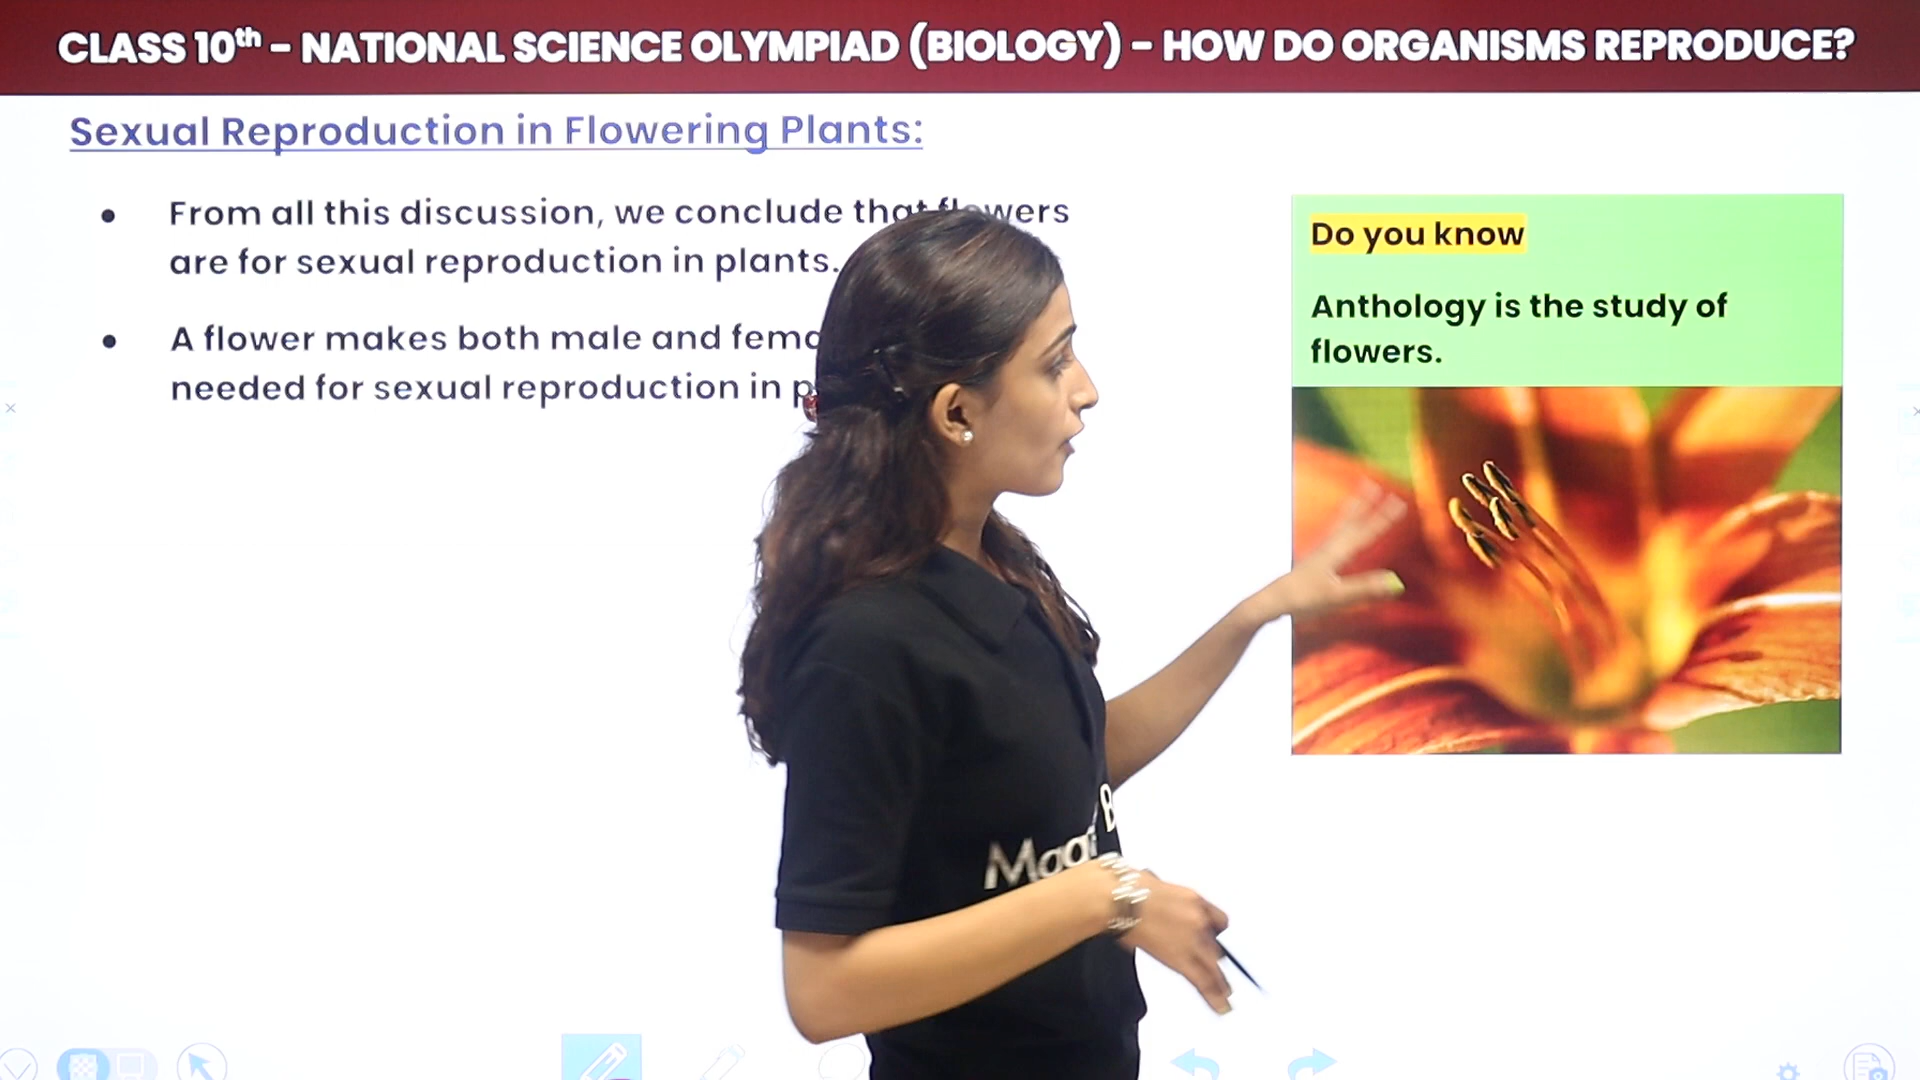 CLASS 10th - NATIONAL SCIENCE OLYMPIAD (BIOLOGY) - HOW DO ORGANISMS REPRODUCE?
Sexual Reproduction in Flowering Plants:
From all this discussion, we conclude that flowers
are for sexual reproduction in plants.
A flower makes both male and
needed for sexual reproduction in
Do you know
Anthology is the study of
flowers.